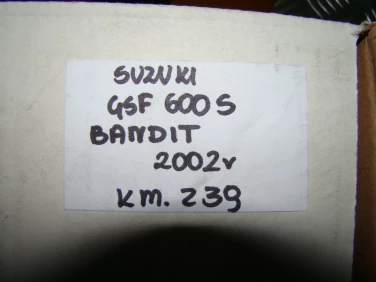 SUZUKI
GSF 600 S
BANDIT
2002r
km. 239